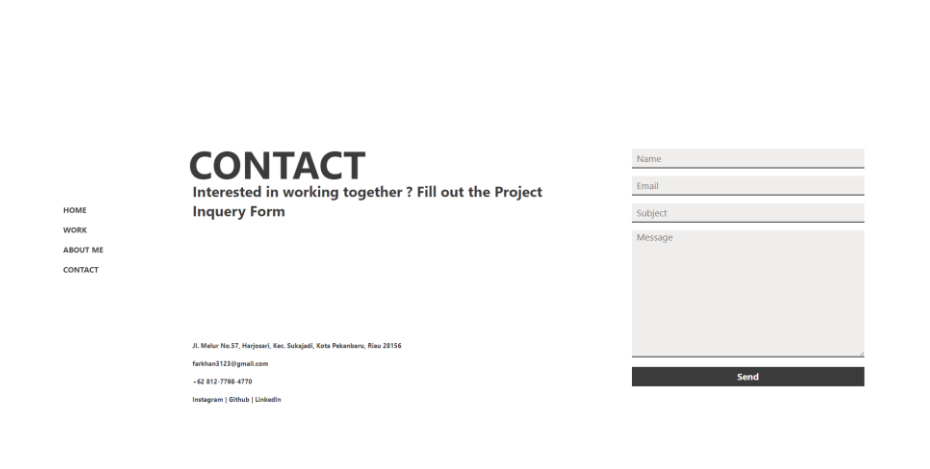 HOME
WORK
ABOUT ME
CONTACT
CONTACT
Interested in working together ? Fill out the Project
Inquery Form
Jl. Melur No.57, Harjosari, Kec. Sukajadi, Kota Pekanbaru, Riau 28156
farkhan3123@gmail.com
+62 812-7798-4770
Instagram | Github | LinkedIn
Name
Email
Subject
Message
Send